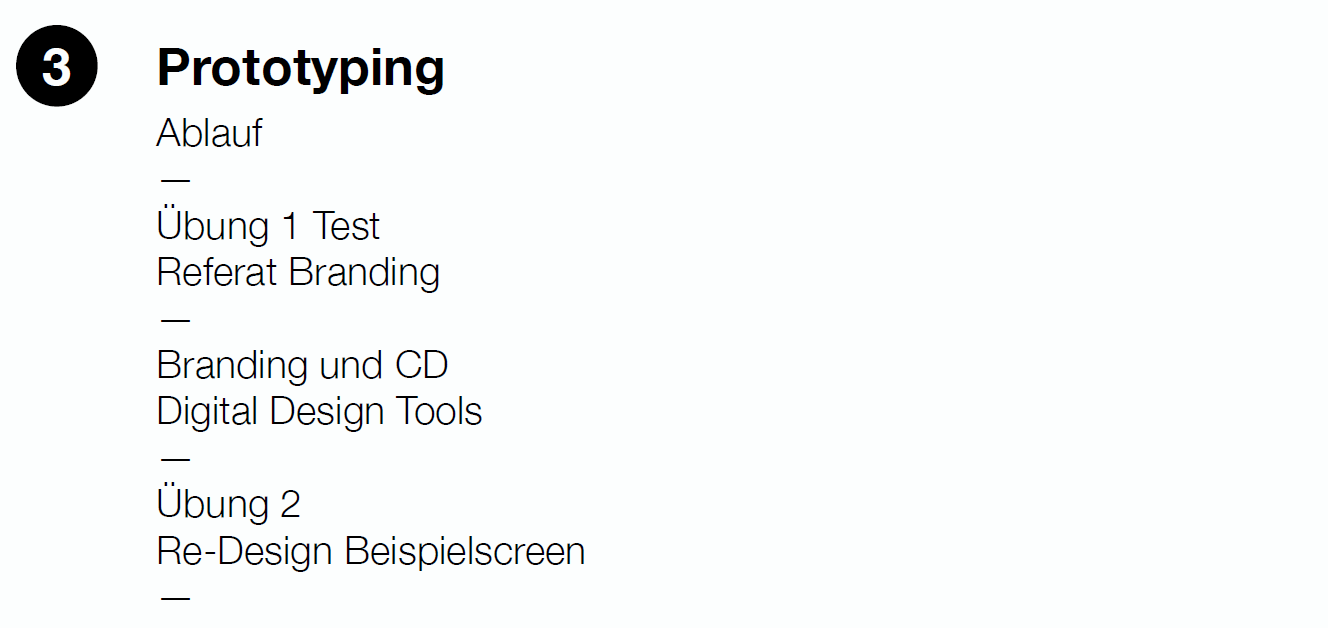 3 Prototyping
Ablauf
—
Übung 1 Test
Referat Branding
—
Branding und CD
Digital Design Tools
—
Übung 2
Re-Design Beispielscreen
—